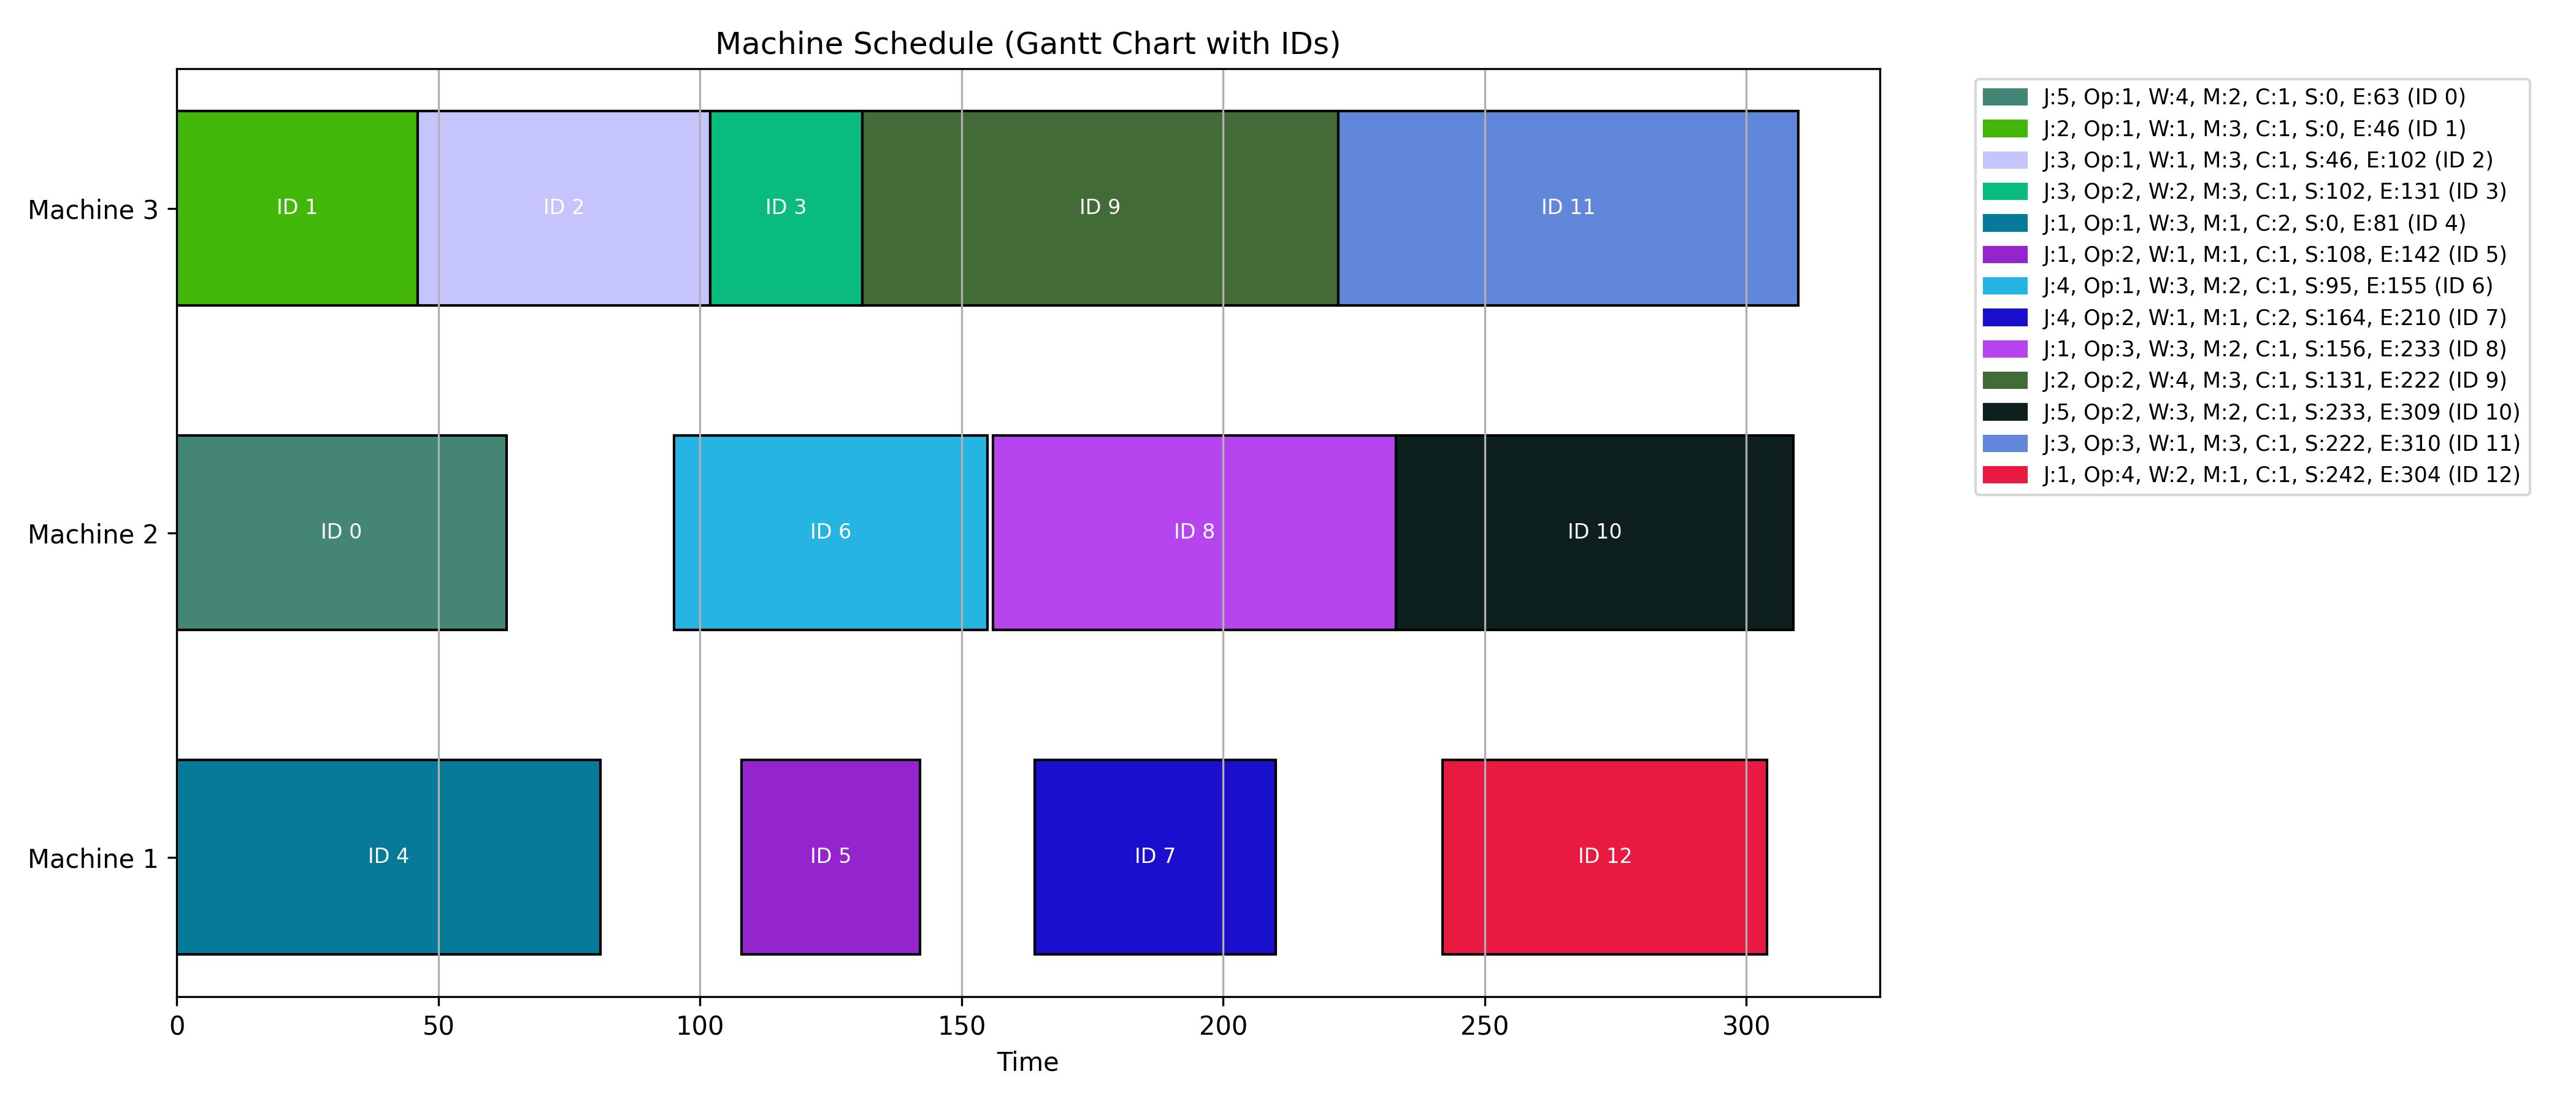 Machine Schedule (Gantt Chart with IDs)
Machine 3
ID 1
ID 2
ID 3
ID 9
ID 11
Machine 2
ID 0
ID 6
ID 8
ID 10
Machine 1
ID 4
ID 5
ID 7
ID 12
0 50 100 150 200 250 300
Time
J:5, Op:1, W:4, M:2, C:1, S:0, E:63 (ID 0)
J:2, Op:1, W:1, M:3, C:1, S:0, E:46 (ID 1)
J:3, Op:1, W:1, M:3, C:1, S:46, E:102 (ID 2)
J:3, Op:2, W:2, M:3, C:1, S:102, E:131 (ID 3)
J:1, Op:1, W:3, M:1, C:2, S:0, E:81 (ID 4)
J:1, Op:2, W:1, M:1, C:1, S:108, E:142 (ID 5)
J:4, Op:1, W:3, M:2, C:1, S:95, E:155 (ID 6)
J:4, Op:2, W:1, M:1, C:2, S:164, E:210 (ID 7)
J:1, Op:3, W:3, M:2, C:1, S:156, E:233 (ID 8)
J:2, Op:2, W:4, M:3, C:1, S:131, E:222 (ID 9)
J:5, Op:2, W:3, M:2, C:1, S:233, E:309 (ID 10)
J:3, Op:3, W:1, M:3, C:1, S:222, E:310 (ID 11)
J:1, Op:4, W:2, M:1, C:1, S:242, E:304 (ID 12)